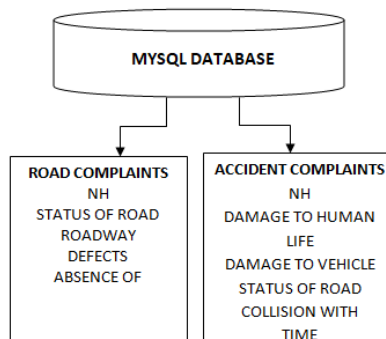 MYSQL DATABASE
ROAD COMPLAINTS
NH
STATUS OF ROAD
ROADWAY
DEFECTS
ABSENCE OF
ACCIDENT COMPLAINTS
NH
DAMAGE TO HUMAN
LIFE
DAMAGE TO VEHICLE
STATUS OF ROAD
COLLISION WITH
TIME